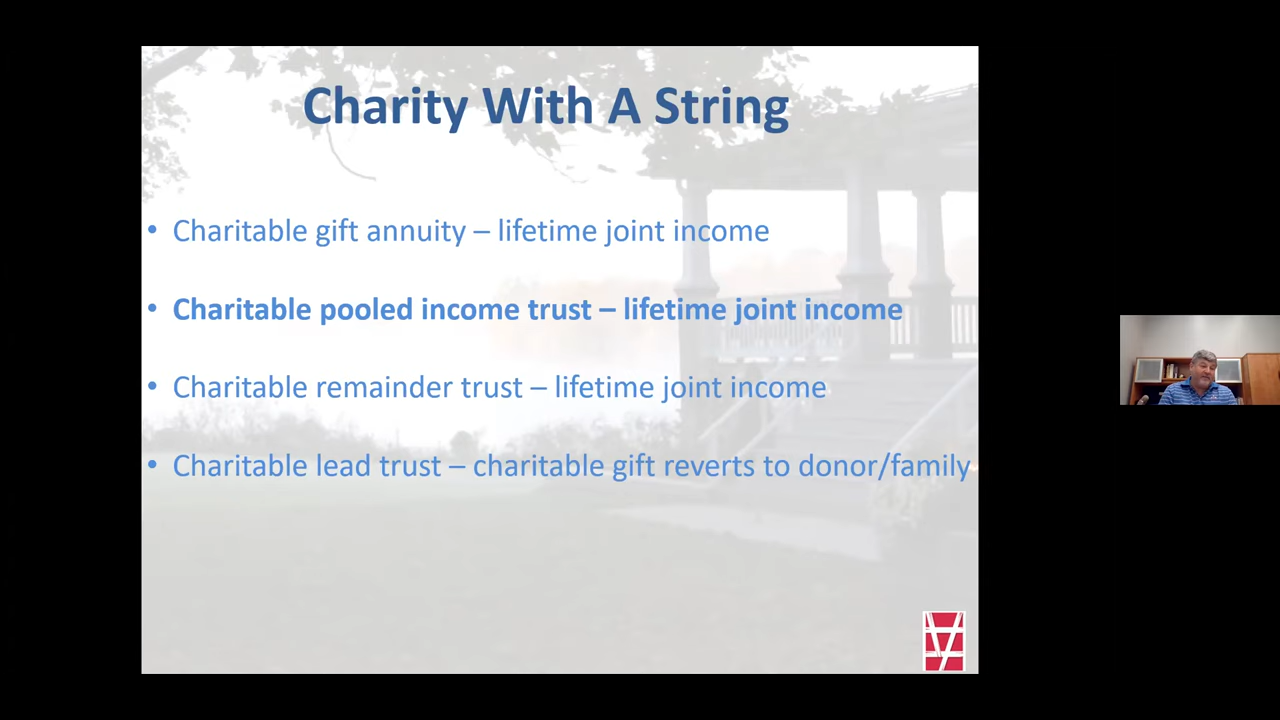 Charity With A String
• Charitable gift annuity – lifetime joint income
• Charitable pooled income trust – lifetime joint income
• Charitable remainder trust – lifetime joint income
• Charitable lead trust – charitable gift reverts to donor/family